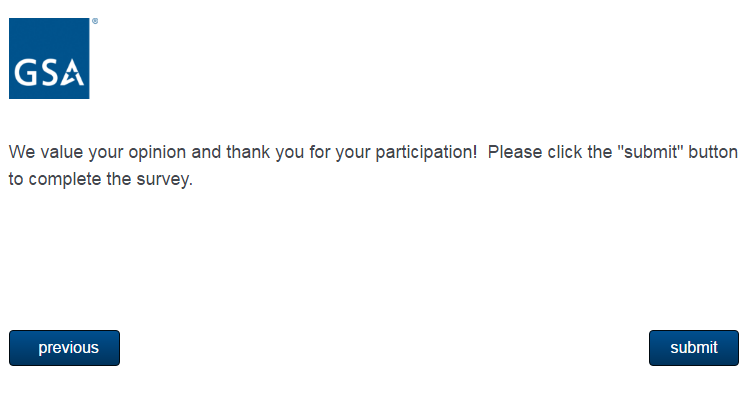 ®
GSA
We value your opinion and thank you for your participation!  Please click the "submit" button
to complete the survey.
previous
submit